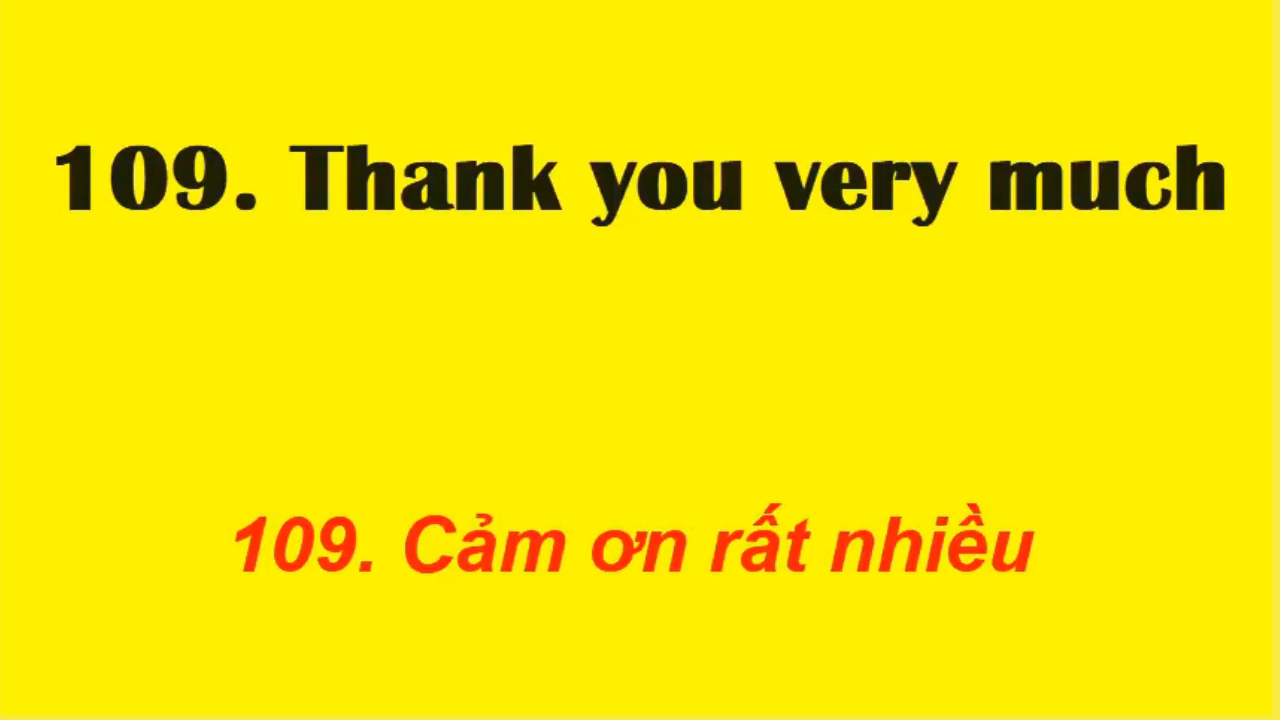 109. Thank you very much
109. Cảm ơn rất nhiều